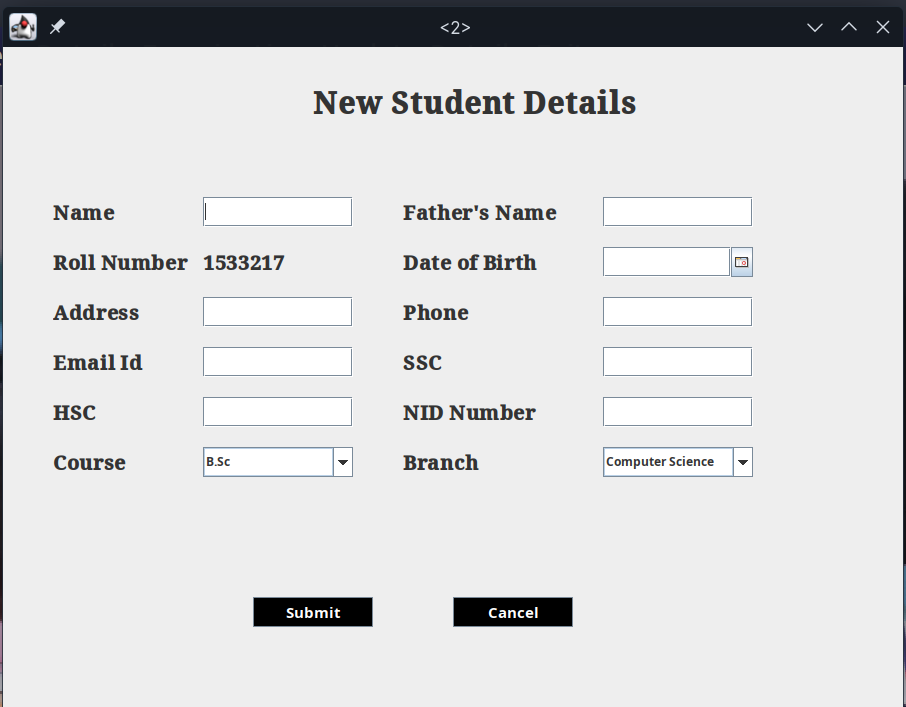 <2>
New Student Details
Name Father's Name
Roll Number 1533217 Date of Birth
Address Phone
Email Id SSC
HSC NID Number
Course B.Sc Branch Computer Science
Submit Cancel